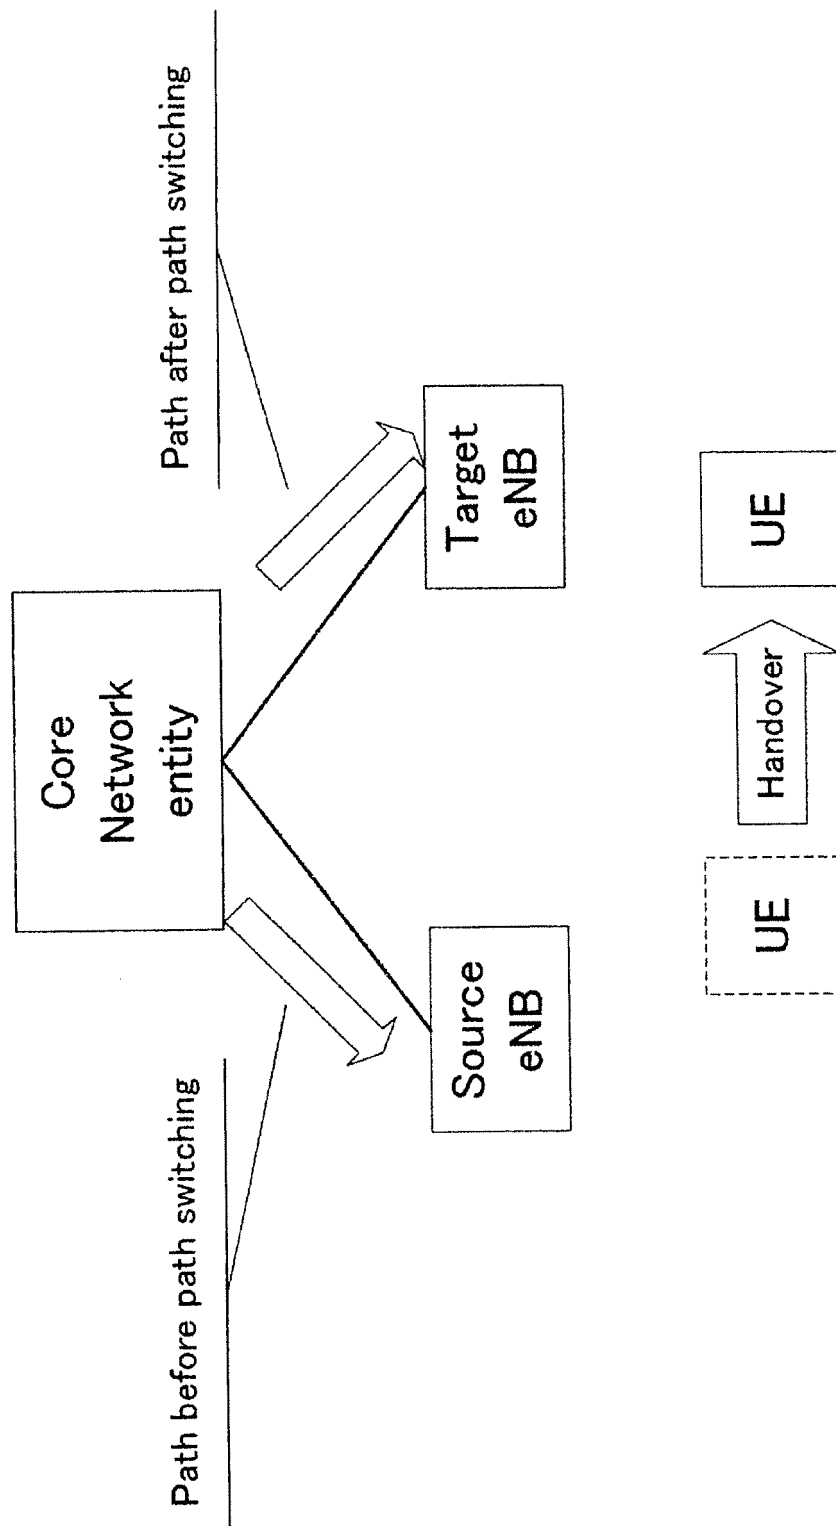 Core
Network
entity
Path before path switching
Path after path switching
Source
eNB
Target
eNB
UE
Handover
UE